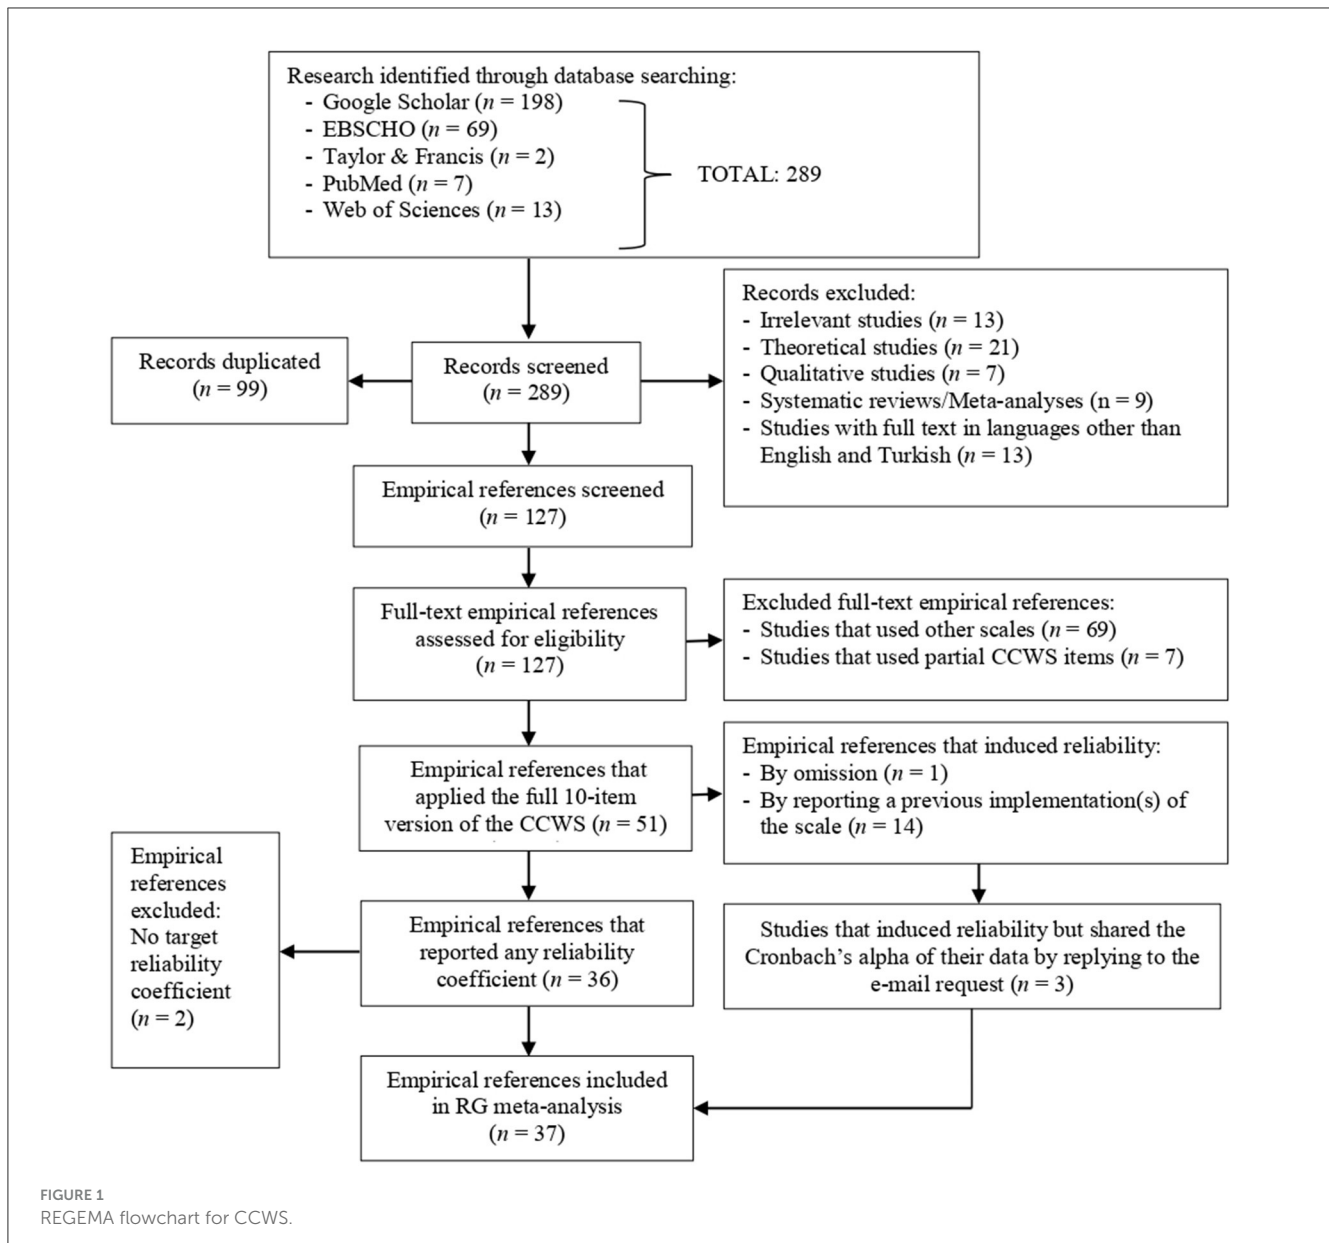 Research identified through database searching:
- Google Scholar (n = 198)
- EBSCHO (n = 69)
- Taylor & Francis (n = 2)
- PubMed (n = 7)
- Web of Sciences (n = 13)
TOTAL: 289
Records duplicated
(n = 99)
Records screened
(n = 289)
Records excluded:
- Irrelevant studies (n = 13)
- Theoretical studies (n = 21)
- Qualitative studies (n = 7)
- Systematic reviews/Meta-analyses (n = 9)
- Studies with full text in languages other than
English and Turkish (n = 13)
Empirical references screened
(n = 127)
Full-text empirical references
assessed for eligibility
(n = 127)
Excluded full-text empirical references:
- Studies that used other scales (n = 69)
- Studies that used partial CCWS items (n = 7)
Empirical references that
applied the full 10-item
version of the CCWS (n = 51)
Empirical references that induced reliability:
- By omission (n = 1)
- By reporting a previous implementation(s) of
the scale (n = 14)
Empirical
references
excluded:
No target
reliability
coefficient
(n = 2)
Empirical references that
reported any reliability
coefficient (n = 36)
Studies that induced reliability but shared the
Cronbach's alpha of their data by replying to the
e-mail request (n = 3)
Empirical references included
in RG meta-analysis
(n = 37)
FIGURE 1
REGEMA flowchart for CCWS.